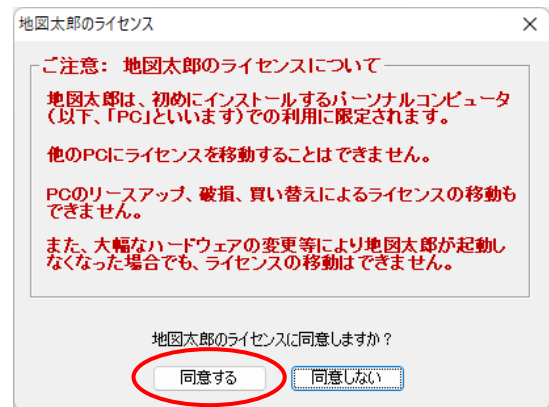 地図太郎のライセンス
ご注意： 地図太郎のライセンスについて
地図太郎は、初めにインストールするパーソナルコンピュータ
（以下、「PC」といいます）での利用に限定されます。
他のPCにライセンスを移動することはできません。
PCのリースアップ、破損、買い替えによるライセンスの移動も
できません。
また、大幅なハードウェアの変更等により地図太郎が起動し
なくなった場合でも、ライセンスの移動はできません。
地図太郎のライセンスに同意しますか？
同意する
同意しない